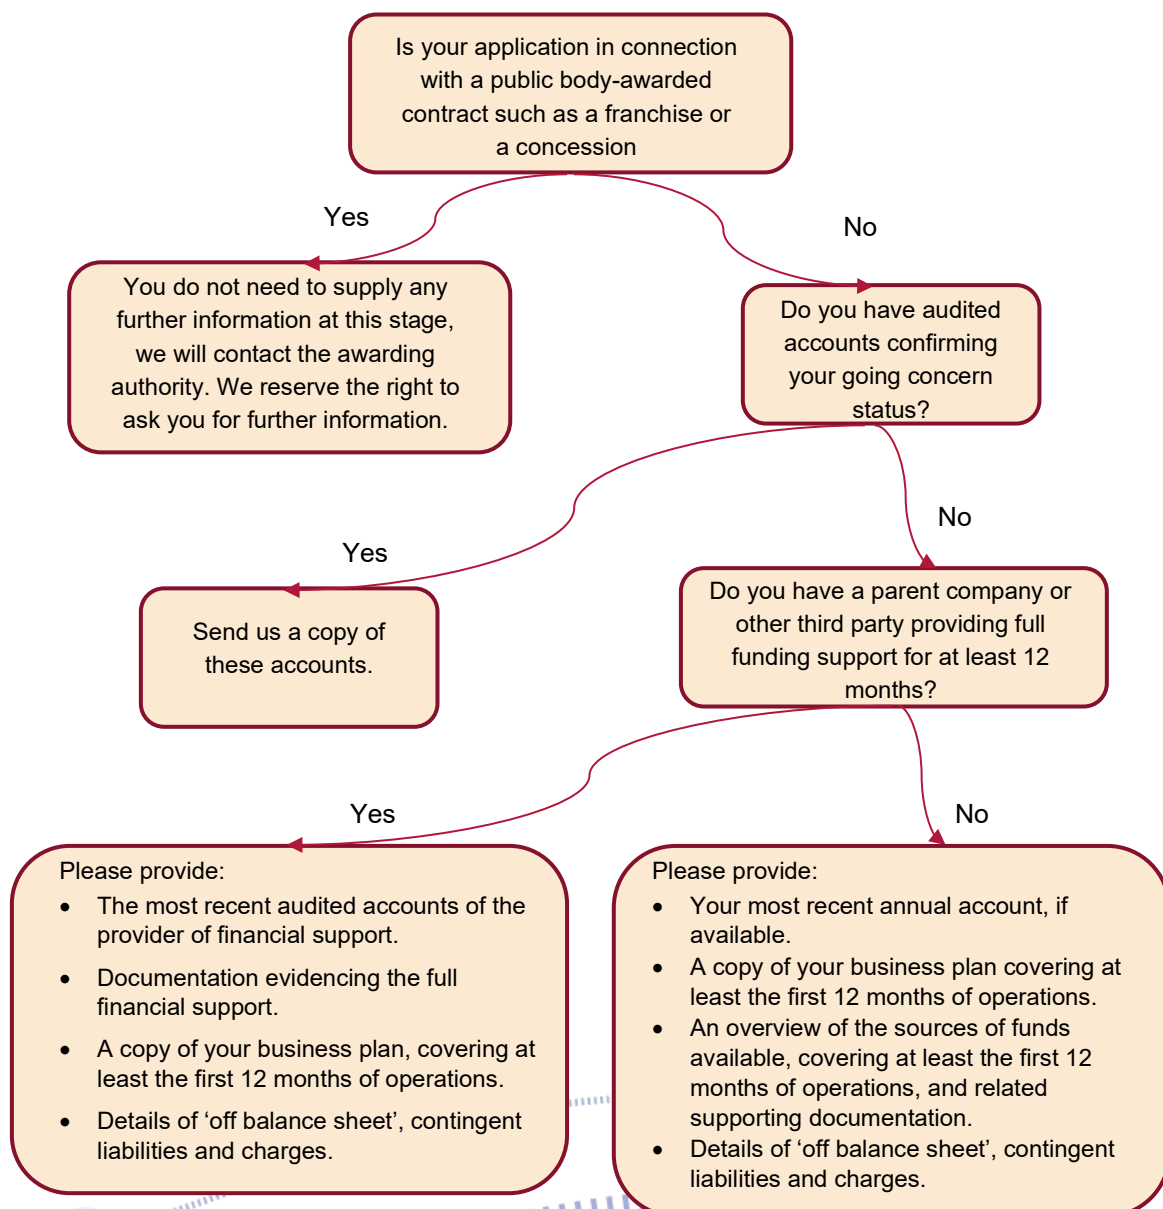 Is your application in connection
with a public body-awarded
contract such as a franchise or
a concession
Yes
No
You do not need to supply any
further information at this stage,
we will contact the awarding
authority. We reserve the right to
ask you for further information.
Do you have audited
accounts confirming
your going concern
status?
Yes
No
Send us a copy of
these accounts.
Do you have a parent company or
other third party providing full
funding support for at least 12
months?
Yes
No
Please provide:
• The most recent audited accounts of the
provider of financial support.
• Documentation evidencing the full
financial support.
• A copy of your business plan, covering at
least the first 12 months of operations.
• Details of ‘off balance sheet’, contingent
liabilities and charges.
Please provide:
• Your most recent annual account, if
available.
• A copy of your business plan covering at
least the first 12 months of operations.
• An overview of the sources of funds
available, covering at least the first 12
months of operations, and related
supporting documentation.
• Details of ‘off balance sheet’, contingent
liabilities and charges.